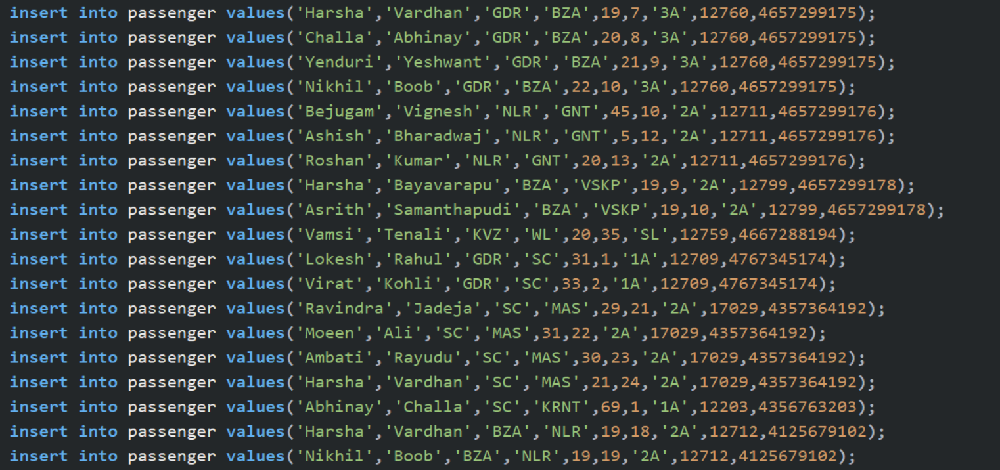 insert into passenger values('Harsha','Vardhan','GDR','BZA',19,7,'3A',12760,4657299175);
insert into passenger values('Challa','Abhinay','GDR','BZA',20,8,'3A',12760,4657299175);
insert into passenger values('Yenduri','Yeshwant','GDR','BZA',21,9,'3A',12760,4657299175);
insert into passenger values('Nikhil','Boob','GDR','BZA',22,10,'3A',12760,4657299175);
insert into passenger values('Bejugam','Vignesh','NLR','GNT',45,10,'2A',12711,4657299176);
insert into passenger values('Ashish','Bharadwaj','NLR','GNT',5,12,'2A',12711,4657299176);
insert into passenger values('Roshan','Kumar','NLR','GNT',20,13,'2A',12711,4657299176);
insert into passenger values('Harsha','Bayavarapu','BZA','VSKP',19,9,'2A',12799,4657299178);
insert into passenger values('Asrith','Samanthapudi','BZA','VSKP',19,10,'2A',12799,4657299178);
insert into passenger values('Vamsi','Tenali','KVZ','WL',20,35,'SL',12759,4667288194);
insert into passenger values('Lokesh','Rahul','GDR','SC',31,1,'1A',12709,4767345174);
insert into passenger values('Virat','Kohli','GDR','SC',33,2,'1A',12709,4767345174);
insert into passenger values('Ravindra','Jadeja','SC','MAS',29,21,'2A',17029,4357364192);
insert into passenger values('Moeen','Ali','SC','MAS',31,22,'2A',17029,4357364192);
insert into passenger values('Ambati','Rayudu','SC','MAS',30,23,'2A',17029,4357364192);
insert into passenger values('Harsha','Vardhan','SC','MAS',21,24,'2A',17029,4357364192);
insert into passenger values('Abhinay','Challa','SC','KRNT',69,1,'1A',12203,4356763203);
insert into passenger values('Harsha','Vardhan','BZA','NLR',19,18,'2A',12712,4125679102);
insert into passenger values('Nikhil','Boob','BZA','NLR',19,19,'2A',12712,4125679102);